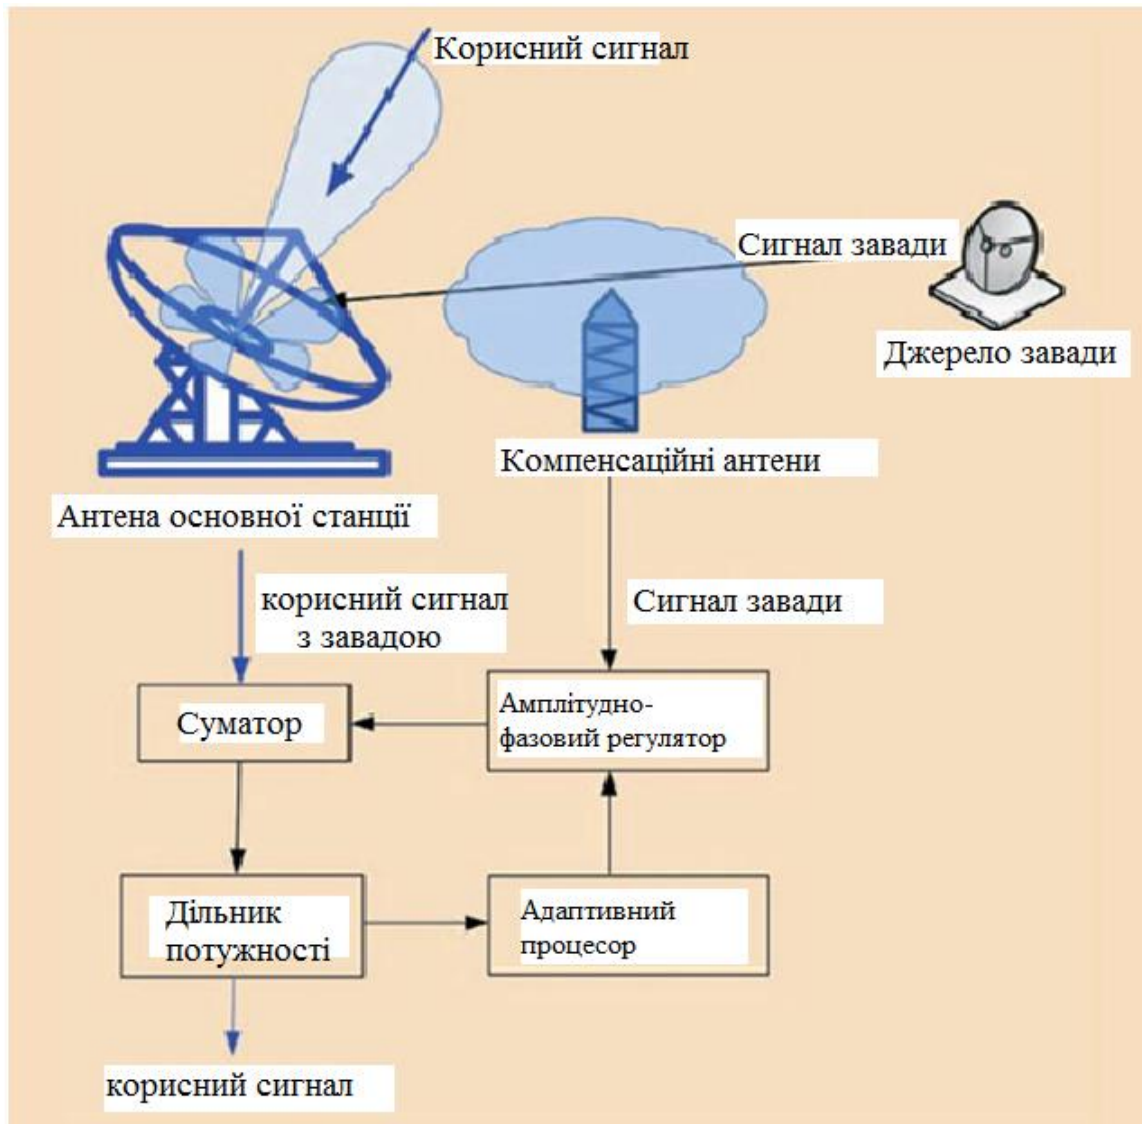 Корисний сигнал
Сигнал завади
Джерело завади
Компенсаційні антени
Антена основної станції
корисний сигнал
з завадою
Сигнал завади
Суматор
Амплітудно-
фазовий регулятор
Дільник
потужності
Адаптивний
процесор
корисний сигнал